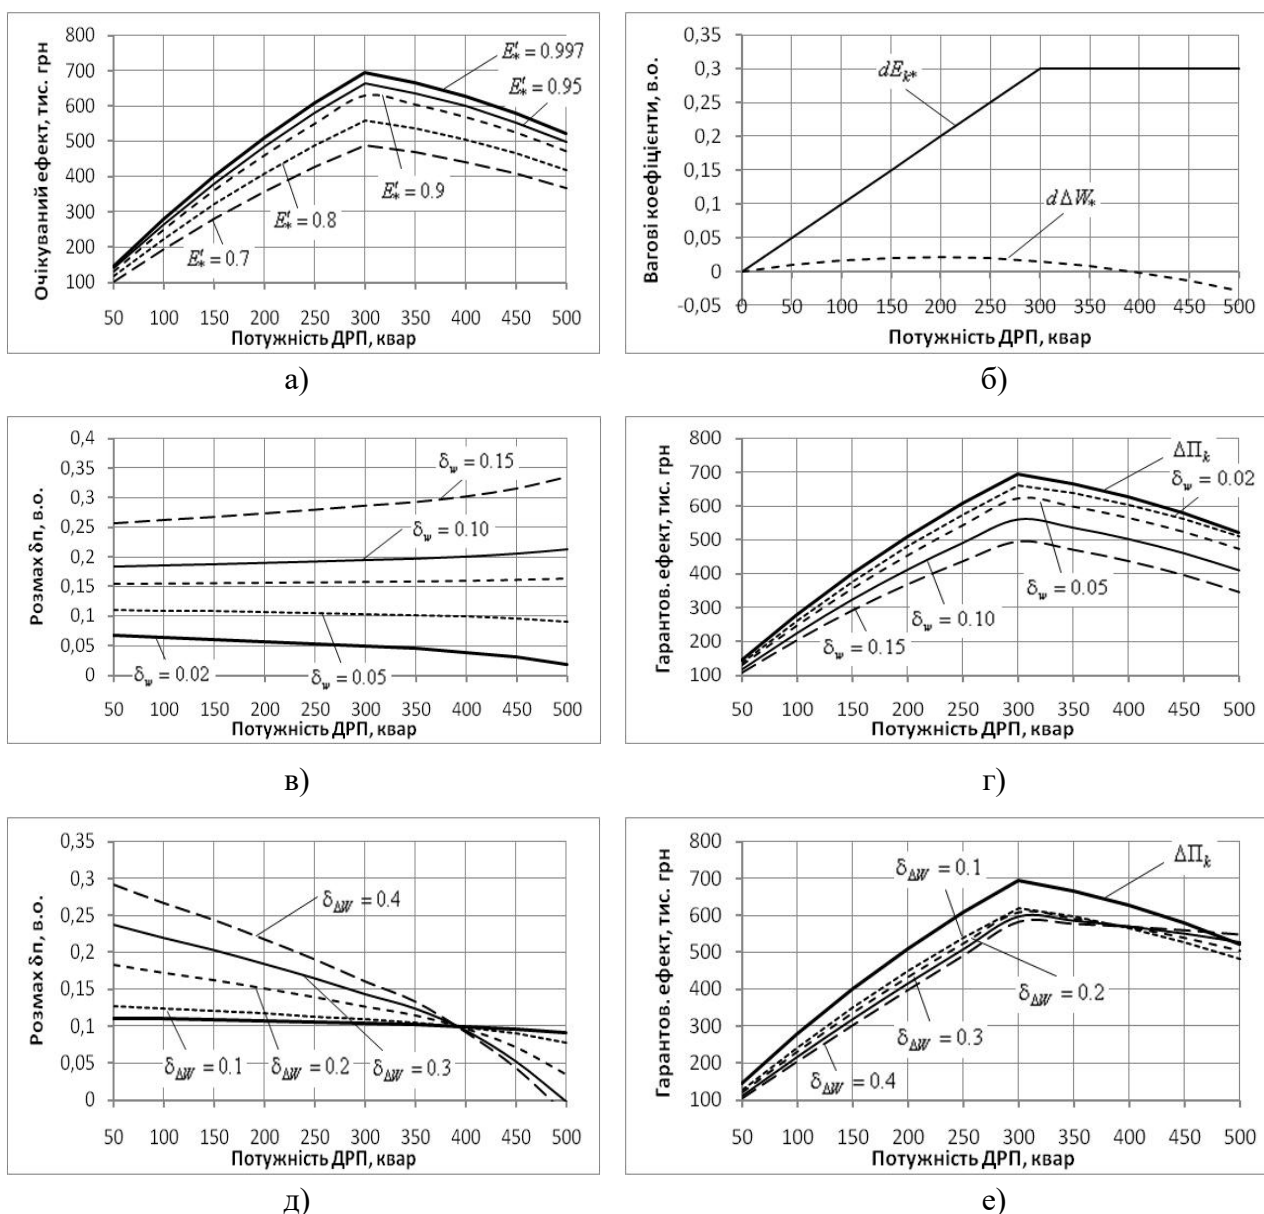 Очікуваний ефект, тис. грн
800
700
600
500
400
300
200
100
E′* = 0.997
E′* = 0.95
E′* = 0.9
E′* = 0.8
E′* = 0.7
50 100 150 200 250 300 350 400 450 500
Потужність ДРП, квар
а)
Вагові коефіцієнти, в.о.
0,35
0,3
0,25
0,2
0,15
0,1
0,05
0
-0,05
dEk*
dΔW*
0 50 100 150 200 250 300 350 400 450 500
Потужність ДРП, квар
б)
Розмах δп, в.о.
0,4
0,35
0,3
0,25
0,2
0,15
0,1
0,05
0
δw = 0.15
δw = 0.10
δw = 0.02
δw = 0.05
50 100 150 200 250 300 350 400 450 500
Потужність ДРП, квар
в)
Гарантов. ефект, тис. грн
800
700
600
500
400
300
200
100
ΔПk
δw = 0.02
δw = 0.05
δw = 0.10
δw = 0.15
50 100 150 200 250 300 350 400 450 500
Потужність ДРП, квар
г)
Розмах δп, в.о.
0,35
0,3
0,25
0,2
0,15
0,1
0,05
0
δΔW = 0.4
δΔW = 0.1
δΔW = 0.2
δΔW = 0.3
50 100 150 200 250 300 350 400 450 500
Потужність ДРП, квар
д)
Гарантов. ефект, тис. грн
800
700
600
500
400
300
200
100
ΔПk
δΔW = 0.1
δΔW = 0.2
δΔW = 0.3
δΔW = 0.4
50 100 150 200 250 300 350 400 450 500
Потужність ДРП, квар
е)